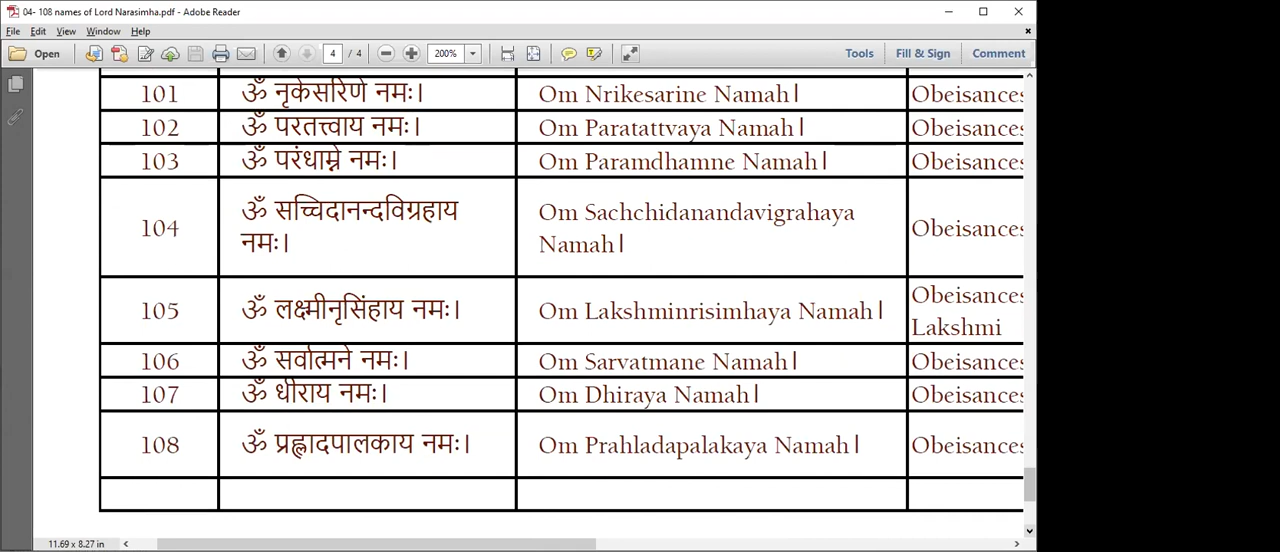 04- 108 names of Lord Narasimha.pdf - Adobe Reader
File Edit View Window Help
Open 4 / 4 200% Tools Fill & Sign Comment
101 ॐ नृकेसरिणे नमः। Om Nrikesarine Namah। Obeisances
102 ॐ परतत्त्वाय नमः। Om Paratattvaya Namah। Obeisances
103 ॐ परंधाम्ने नमः। Om Paramdhamne Namah। Obeisances
104 ॐ सच्चिदानन्दविग्रहाय Om Sachchidanandavigrahaya Obeisances
नमः। Namah।
105 ॐ लक्ष्मीनृसिंहाय नमः। Om Lakshminrisimhaya Namah। Obeisances
Lakshmi
106 ॐ सर्वात्मने नमः। Om Sarvatmane Namah। Obeisances
107 ॐ धीराय नमः। Om Dhiraya Namah। Obeisances
108 ॐ प्रह्लादपालकाय नमः। Om Prahladapalakaya Namah। Obeisances
11.69 x 8.27 in